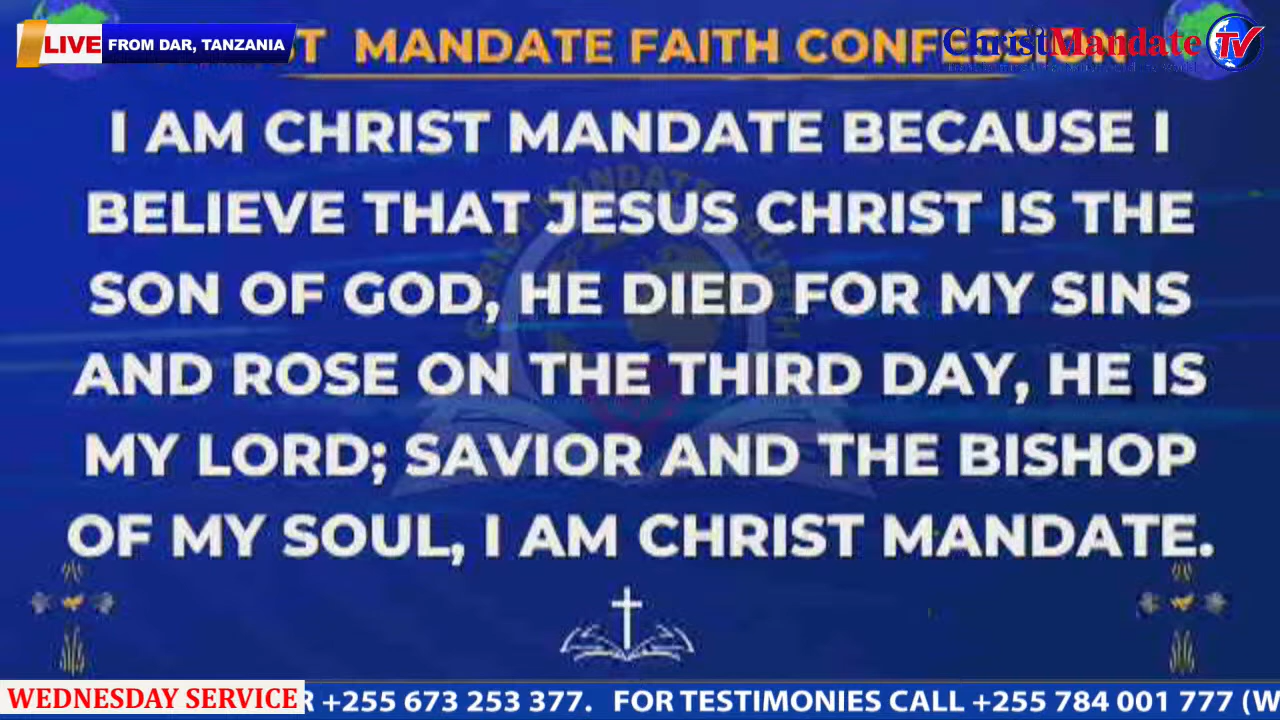 LIVE FROM DAR, TANZANIA
T MANDATE FAITH CONFESSION
ChristMandate TV
I AM CHRIST MANDATE BECAUSE I
BELIEVE THAT JESUS CHRIST IS THE
SON OF GOD, HE DIED FOR MY SINS
AND ROSE ON THE THIRD DAY, HE IS
MY LORD; SAVIOR AND THE BISHOP
OF MY SOUL, I AM CHRIST MANDATE.
WEDNESDAY SERVICE
R +255 673 253 377. FOR TESTIMONIES CALL +255 784 001 777 (W